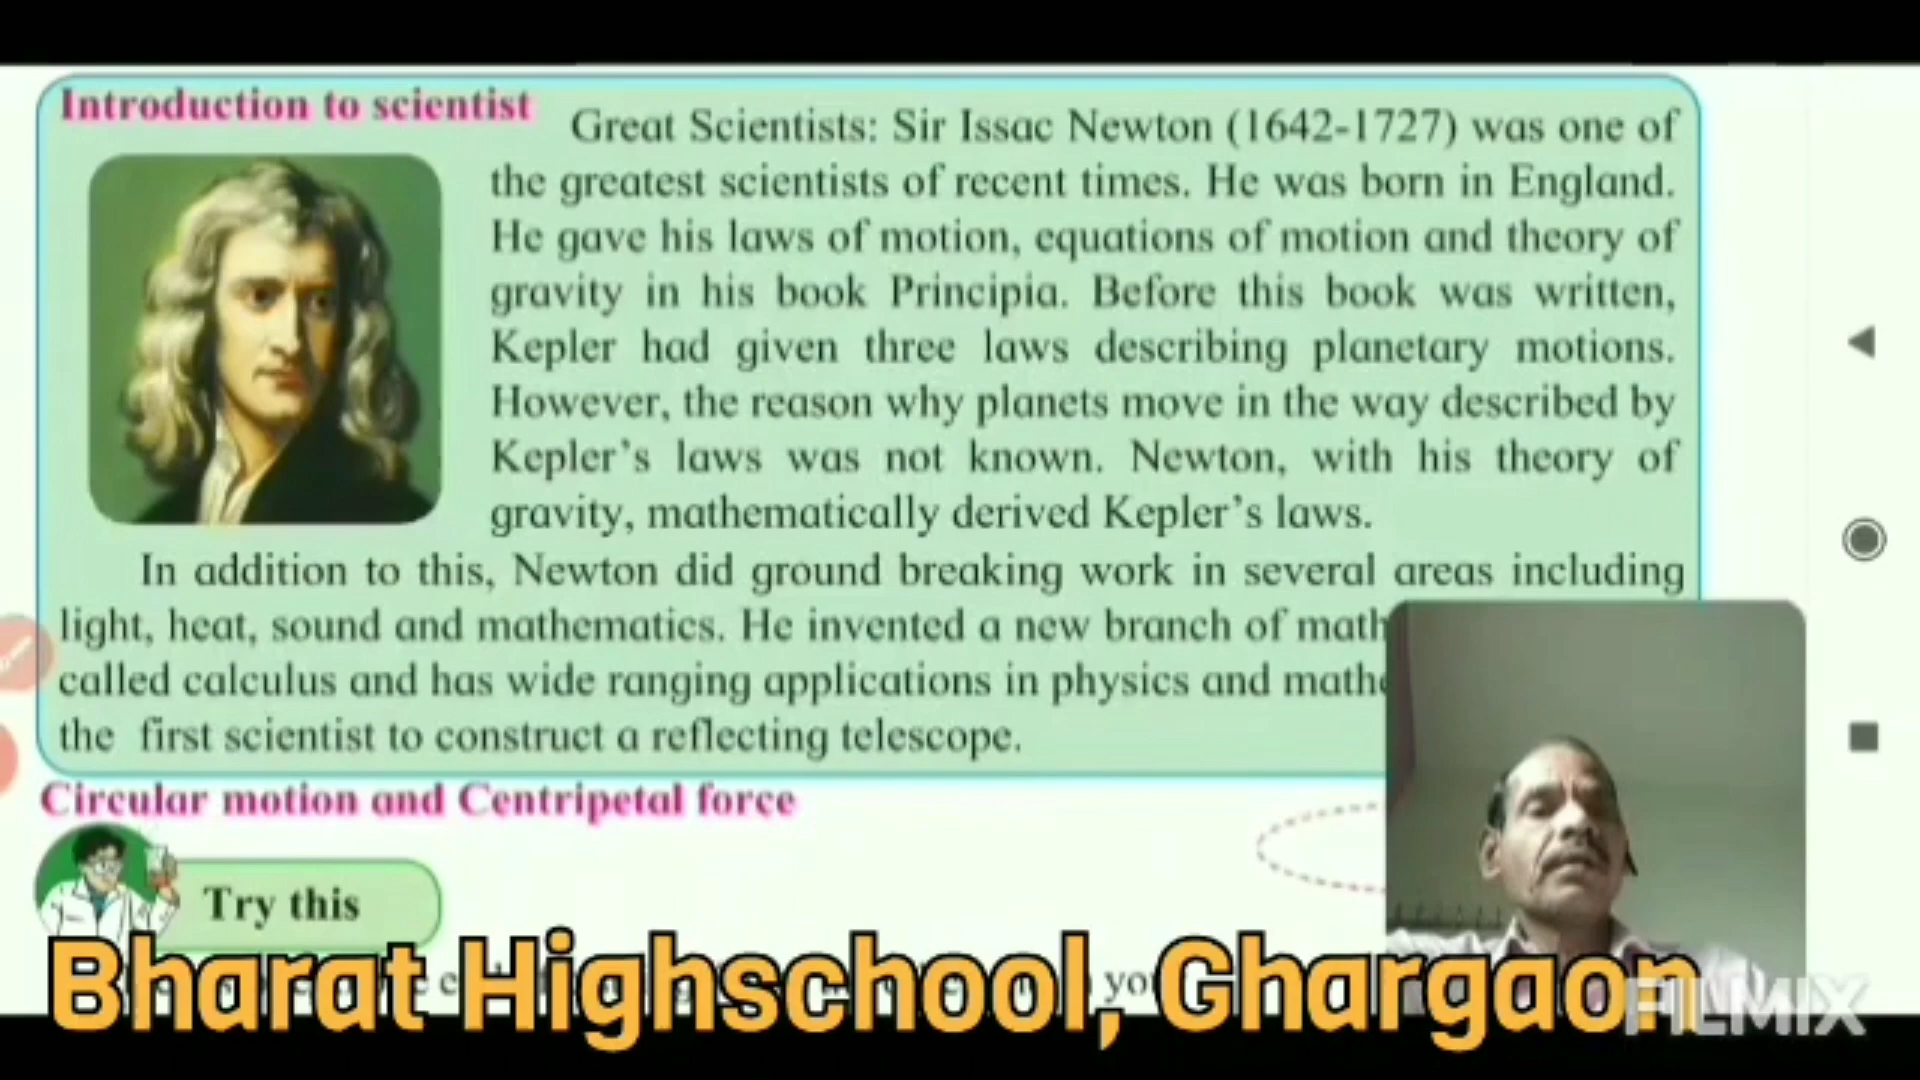 Introduction to scientist
Great Scientists: Sir Issac Newton (1642-1727) was one of
the greatest scientists of recent times. He was born in England.
He gave his laws of motion, equations of motion and theory of
gravity in his book Principia. Before this book was written,
Kepler had given three laws describing planetary motions.
However, the reason why planets move in the way described by
Kepler's laws was not known. Newton, with his theory of
gravity, mathematically derived Kepler's laws.
In addition to this, Newton did ground breaking work in several areas including
light, heat, sound and mathematics. He invented a new branch of math
called calculus and has wide ranging applications in physics and mathe
the first scientist to construct a reflecting telescope.
Circular motion and Centripetal force
Try this
Bharat Highschool, Ghargaon
FILMIX